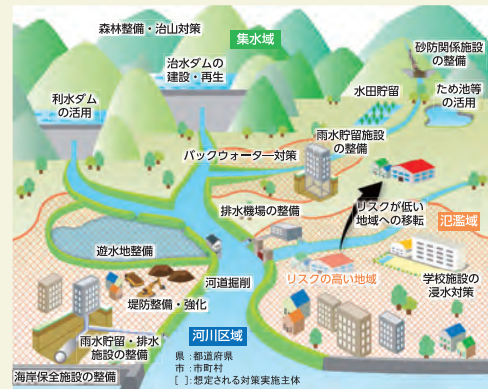 森林整備・治山対策
集水域
治水ダムの
建設・再生
砂防関係施設
の整備
利水ダム
の活用
水田貯留
ため池等
の活用
雨水貯留施設
の整備
バックウォーター対策
排水機場の整備
リスクが低い
地域への移転
氾濫域
遊水地整備
リスクの高い地域
河道掘削
学校施設の
浸水対策
堤防整備・強化
雨水貯留・排水
施設の整備
河川区域
県：都道府県
市：市町村
[ ]：想定される対策実施主体
海岸保全施設の整備